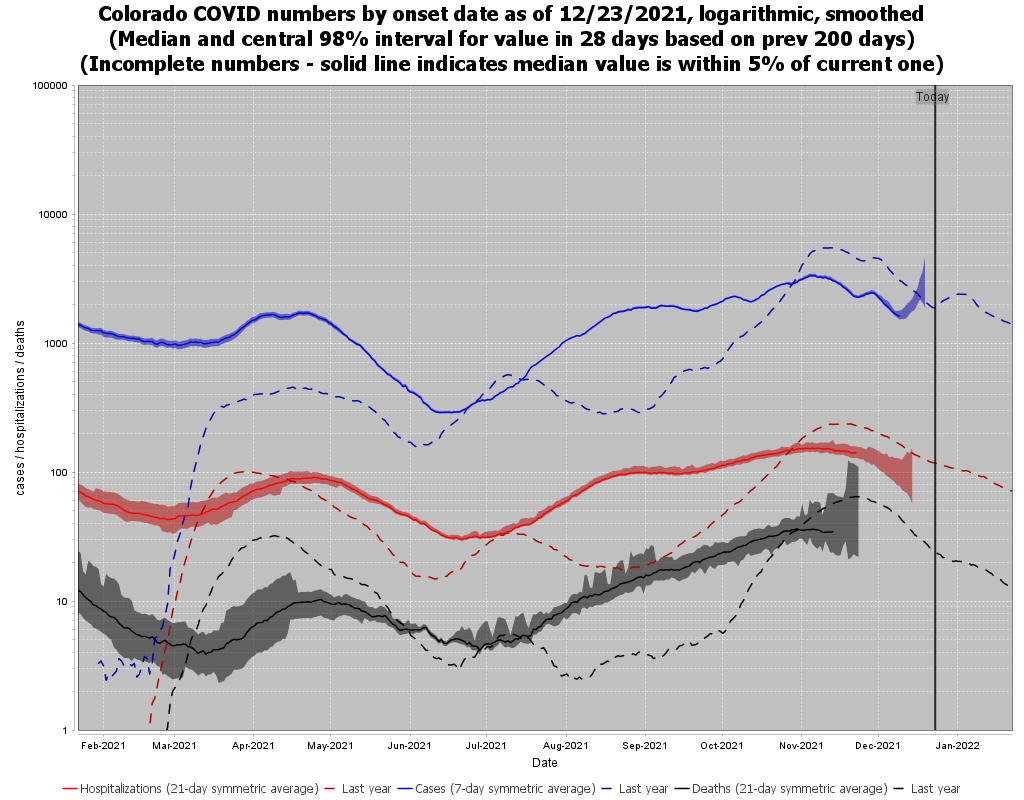 Colorado COVID numbers by onset date as of 12/23/2021, logarithmic, smoothed
(Median and central 98% interval for value in 28 days based on prev 200 days)
(Incomplete numbers - solid line indicates median value is within 5% of current one)
Today
100000
10000
1000
100
10
1
cases / hospitalizations / deaths
Feb-2021 Mar-2021 Apr-2021 May-2021 Jun-2021 Jul-2021 Aug-2021 Sep-2021 Oct-2021 Nov-2021 Dec-2021 Jan-2022
Date
Hospitalizations (21-day symmetric average) Last year Cases (7-day symmetric average) Last year Deaths (21-day symmetric average) Last year